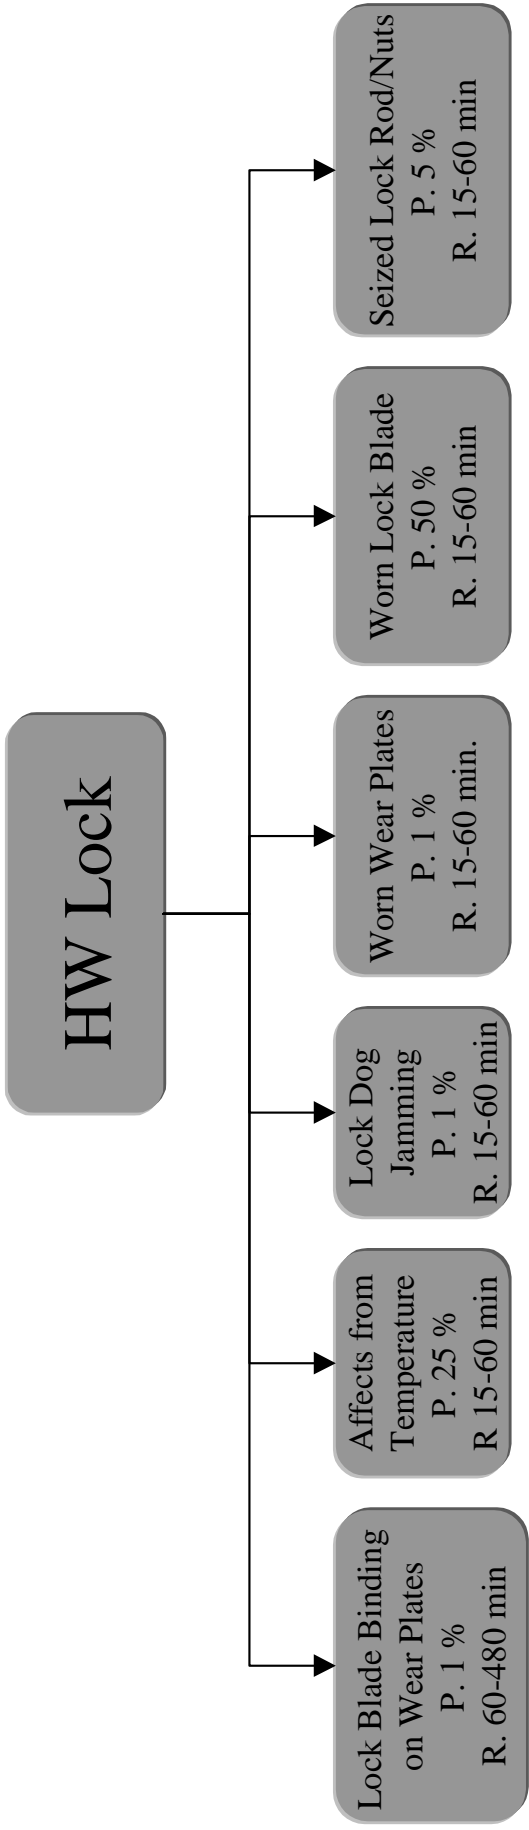 HW Lock
Lock Blade Binding
on Wear Plates
P. 1 %
R. 60-480 min
Affects from
Temperature
P. 25 %
R 15-60 min
Lock Dog
Jamming
P. 1 %
R. 15-60 min
Worn Wear Plates
P. 1 %
R. 15-60 min.
Worn Lock Blade
P. 50 %
R. 15-60 min
Seized Lock Rod/Nuts
P. 5 %
R. 15-60 min